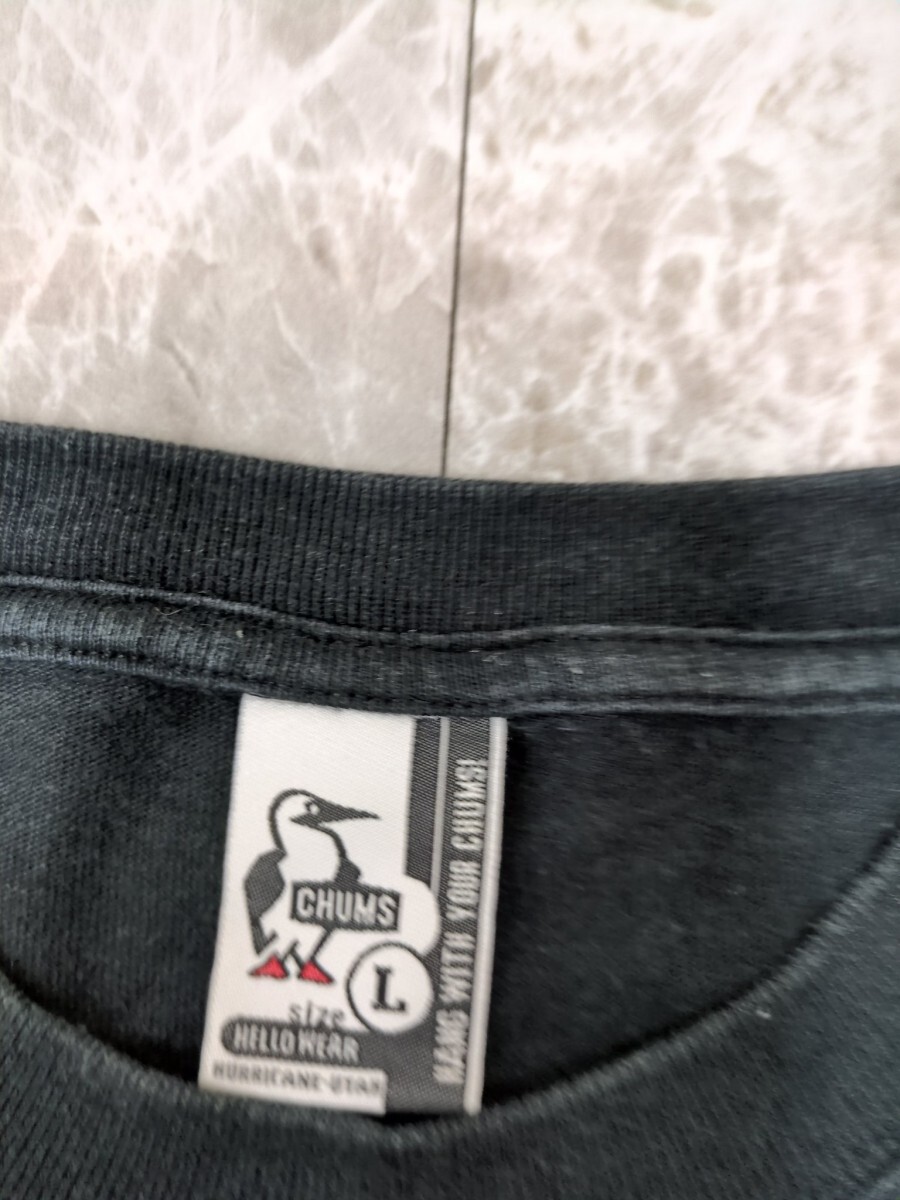 CHUMS
size L
HELLO WEAR
HURRICANE-UTAH
HANG WITH YOUR CHUMS!